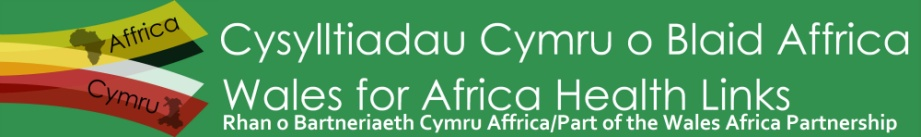 Affrica
Cymru
Cysylltiadau Cymru o Blaid Affrica
Wales for Africa Health Links
Rhan o Bartneriaeth Cymru Affrica/Part of the Wales Africa Partnership